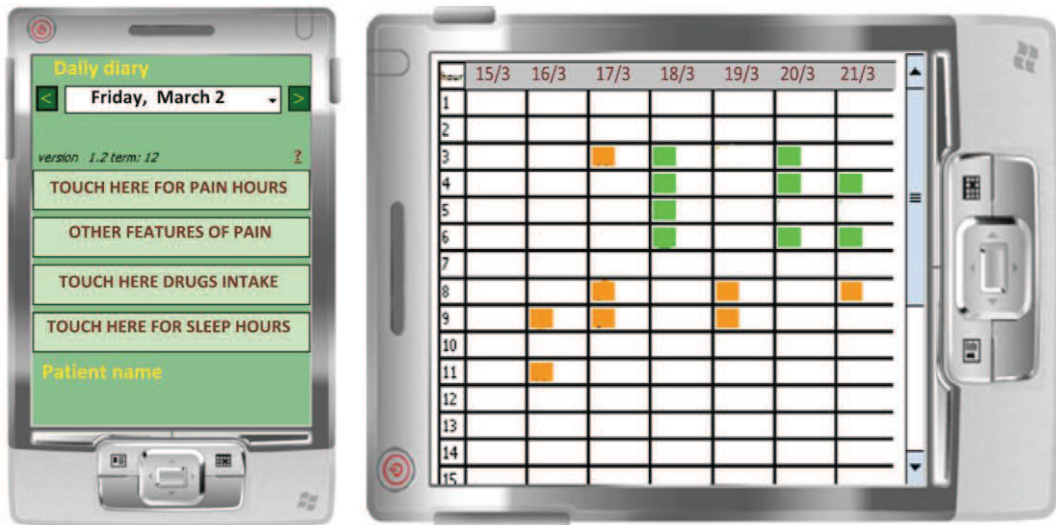 Daily diary
< Friday, March 2 >
version 1.2 term: 12 ?
TOUCH HERE FOR PAIN HOURS
OTHER FEATURES OF PAIN
TOUCH HERE DRUGS INTAKE
TOUCH HERE FOR SLEEP HOURS
Patient name
hour 15/3 16/3 17/3 18/3 19/3 20/3 21/3
1
2
3
4
5
6
7
8
9
10
11
12
13
14
15